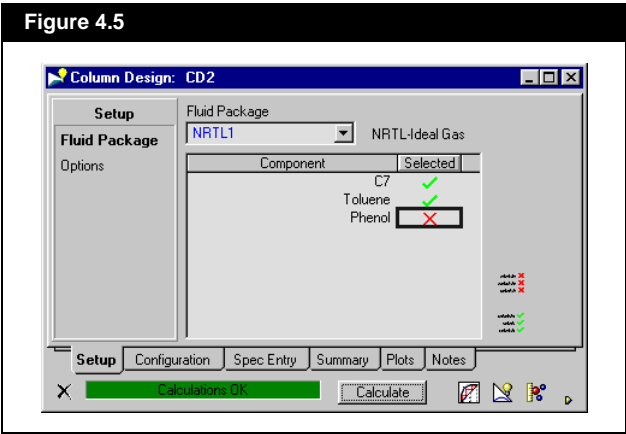 Figure 4.5
Column Design: CD2
Setup
Fluid Package
Options
Fluid Package
NRTL1 NRTL-Ideal Gas
Component Selected
C7
Toluene
Phenol
Setup Configuration Spec Entry Summary Plots Notes
Calculations OK Calculate